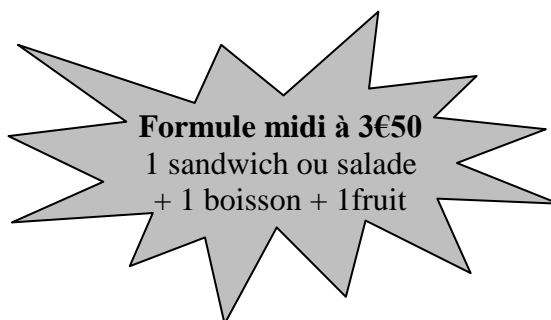 Formule midi à 3€50
1 sandwich ou salade
+ 1 boisson + 1fruit